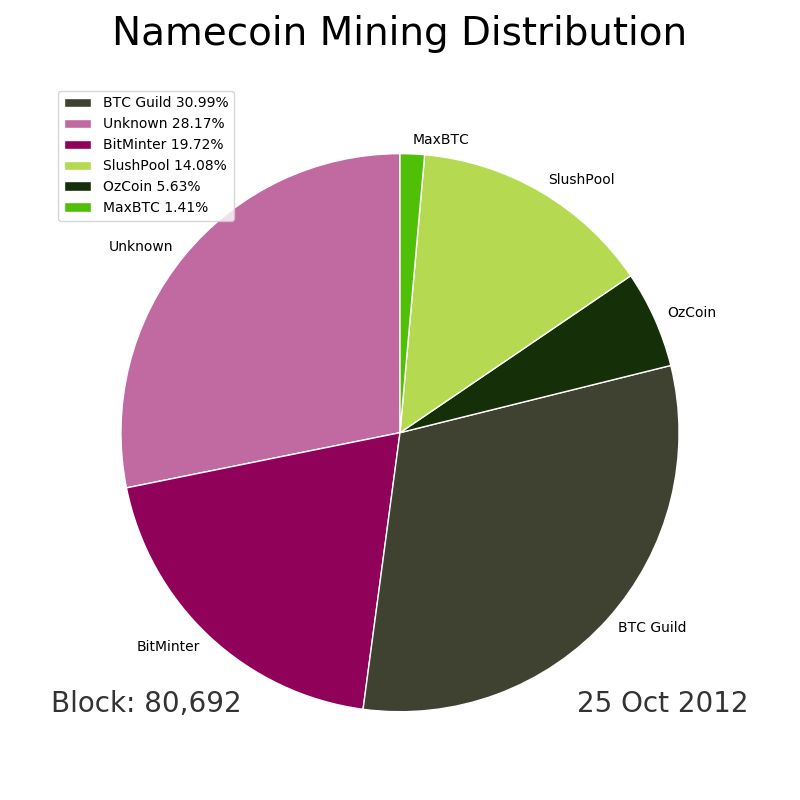 Namecoin Mining Distribution
BTC Guild 30.99%
Unknown 28.17%
BitMinter 19.72%
SlushPool 14.08%
OzCoin 5.63%
MaxBTC 1.41%
MaxBTC
SlushPool
Unknown
OzCoin
BTC Guild
BitMinter
Block: 80,692
25 Oct 2012